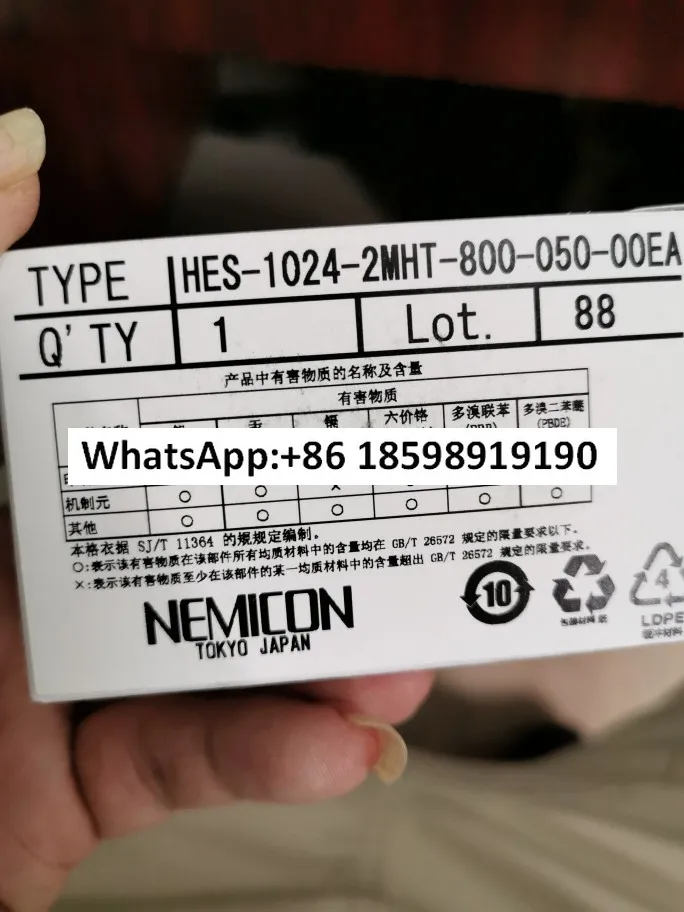 TYPE HES-1024-2MHT-800-050-00EA
Q'TY 1 Lot. 88
产品中有害物质的名称及含量
有害物质
汞 镉 六价铬 多溴联苯 多溴二苯醚
(PBDE)
WhatsApp:+86 18598919190
×
机制元 ○ ○ ○ ○ ○ ○
其他 ○ ○ ○ ○ ○ ○
本格依据 SJ/T 11364 的规规定编制。
○:表示该有害物质在该部件所有均质材料中的含量均在 GB/T 26572 规定的限量要求以下。
×:表示该有害物质至少在该部件的某一均质材料中的含量超出 GB/T 26572 规定的限量要求。
NEMICON
TOKYO JAPAN
10
4
LDPE